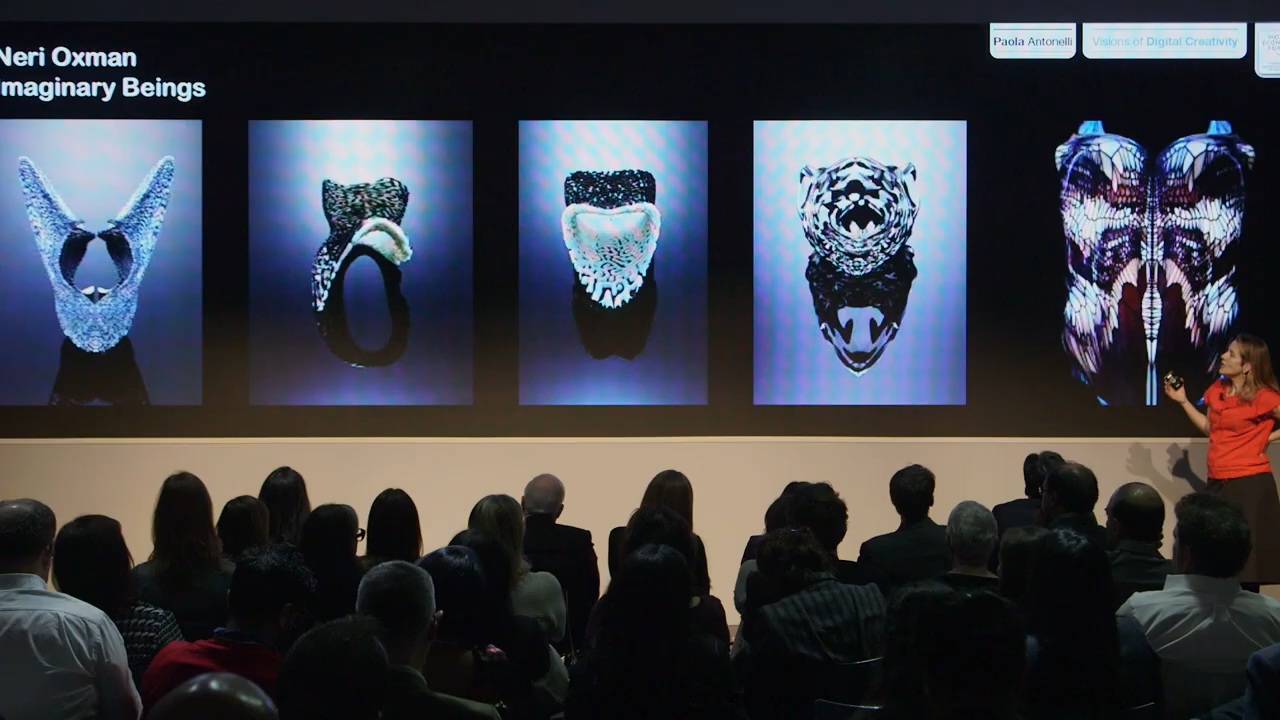 Neri Oxman
Imaginary Beings
Paola Antonelli
Visions of Digital Creativity